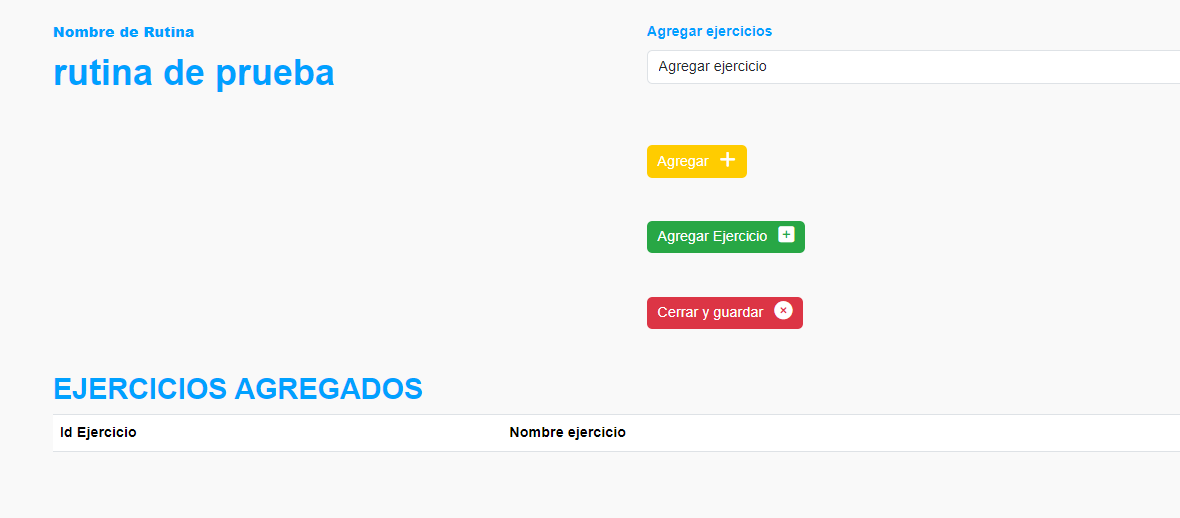 Nombre de Rutina
rutina de prueba
Agregar ejercicios
Agregar ejercicio
Agregar
Agregar Ejercicio
Cerrar y guardar
EJERCICIOS AGREGADOS
Id Ejercicio Nombre ejercicio